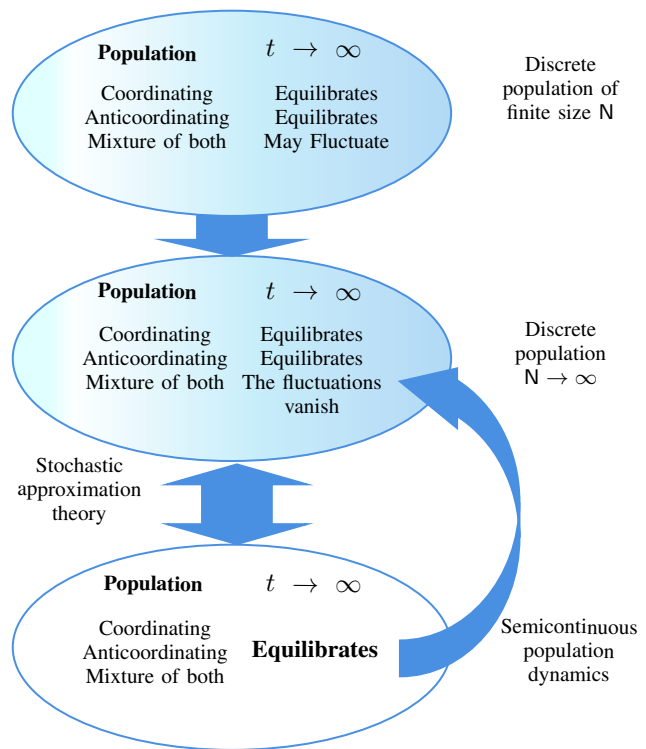 Population t → ∞
Coordinating Equilibrates
Anticoordinating Equilibrates
Mixture of both May Fluctuate
Discrete
population of
finite size N
Population t → ∞
Coordinating Equilibrates
Anticoordinating Equilibrates
Mixture of both The fluctuations
vanish
Discrete
population
N → ∞
Stochastic
approximation
theory
Population t → ∞
Coordinating
Anticoordinating Equilibrates
Mixture of both
Semicontinuous
population
dynamics